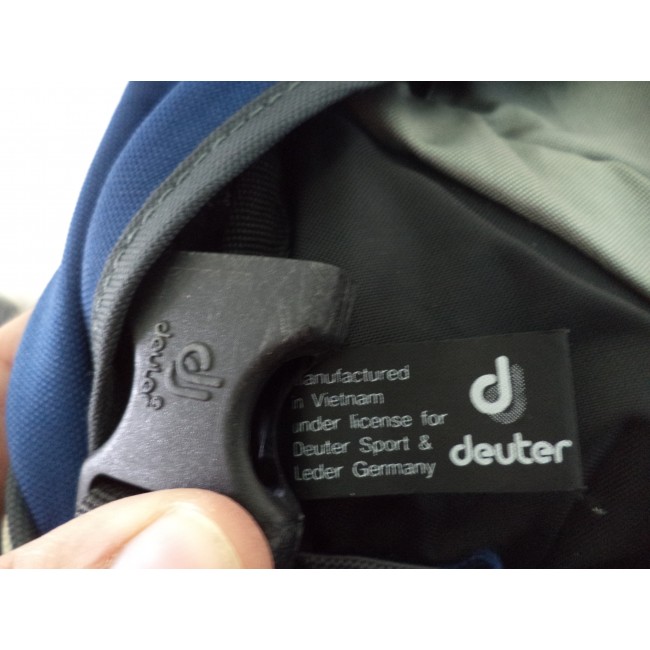 deuter
anufactured
n Vietnam
under license for
Deuter Sport &
Leder Germany
deuter